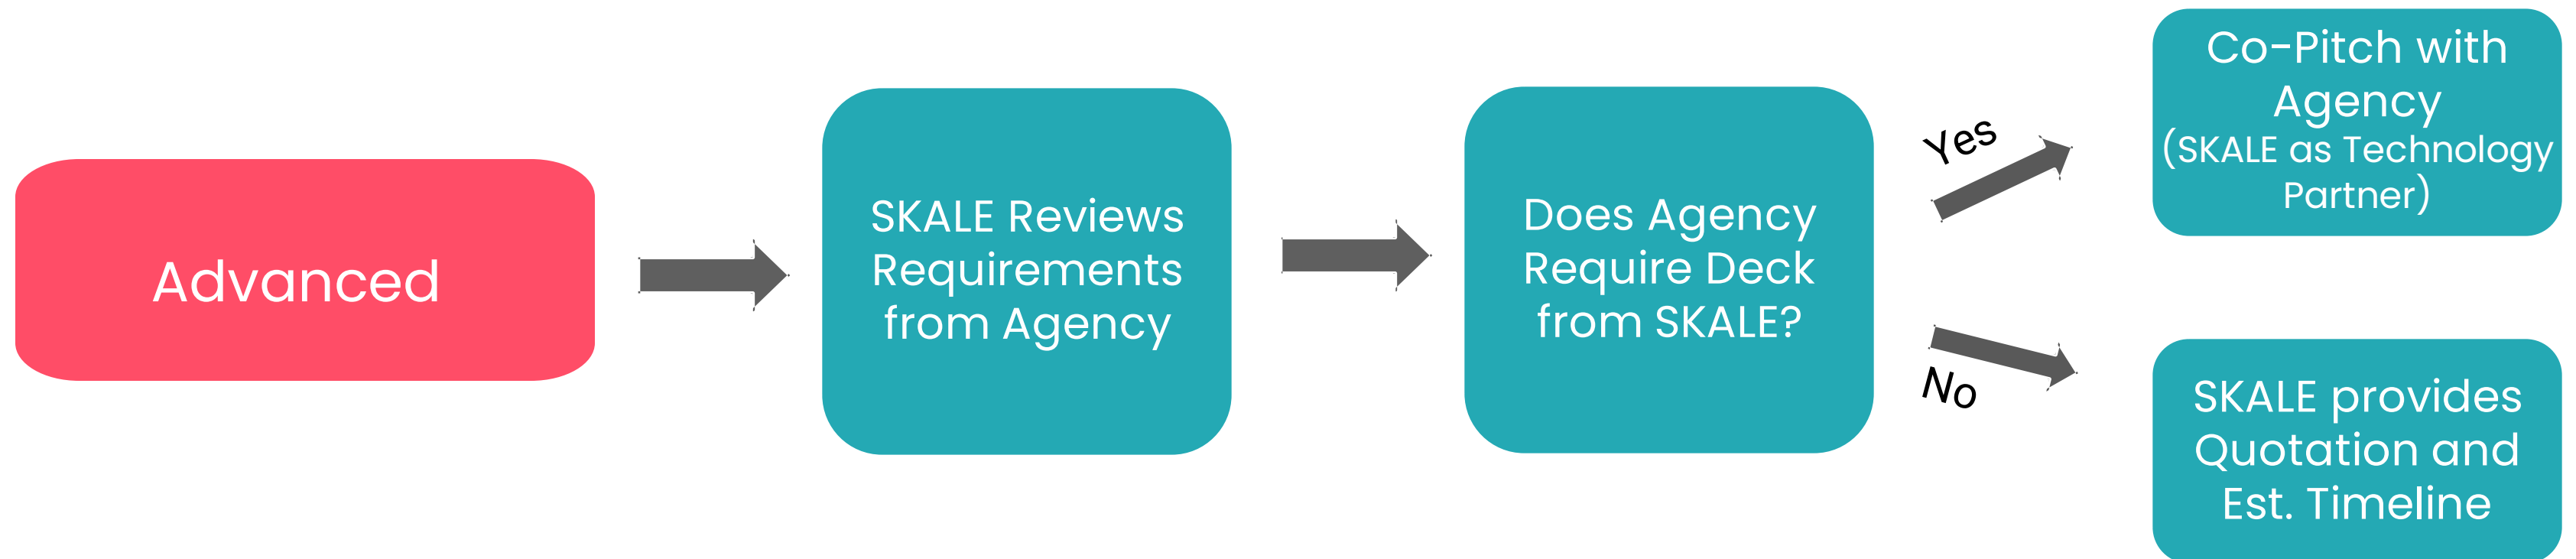 Advanced
SKALE Reviews
Requirements
from Agency
Does Agency
Require Deck
from SKALE?
Yes
No
Co-Pitch with
Agency
(SKALE as Technology
Partner)
SKALE provides
Quotation and
Est. Timeline